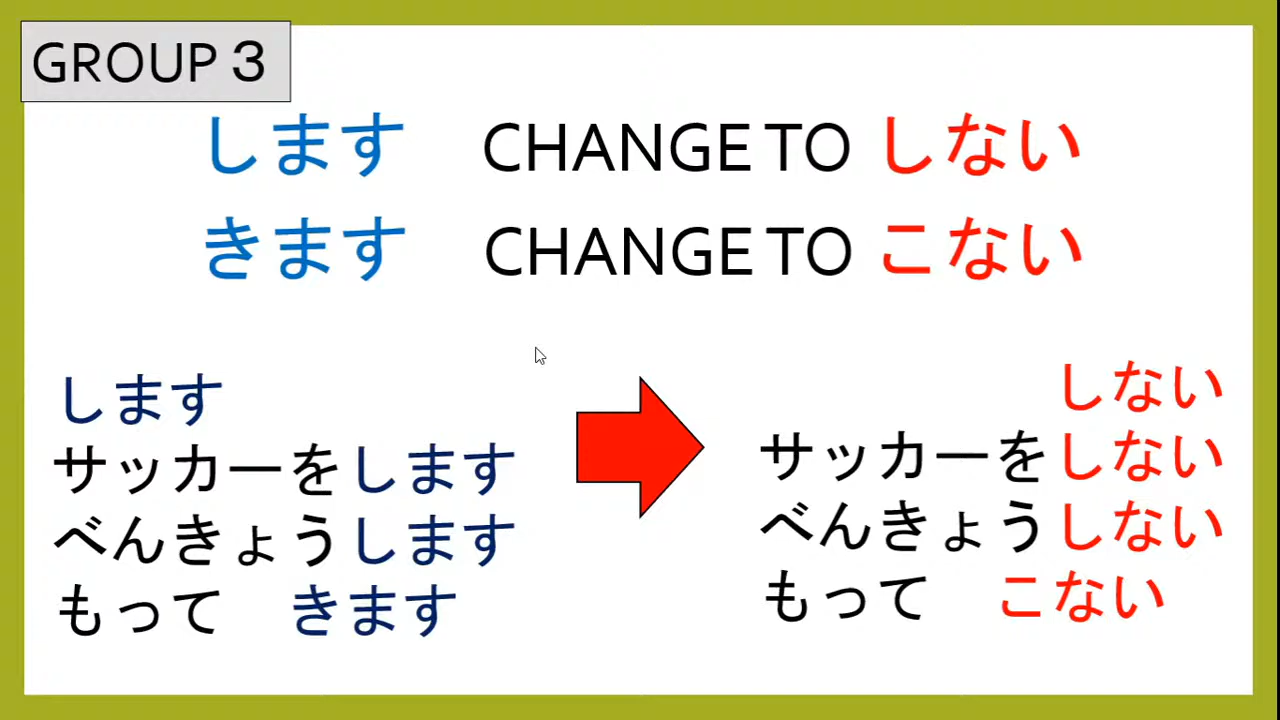 GROUP 3
します CHANGE TO しない
きます CHANGE TO こない
します
サッカーをします
べんきょうします
もって きます
しない
サッカーをしない
べんきょうしない
もって こない